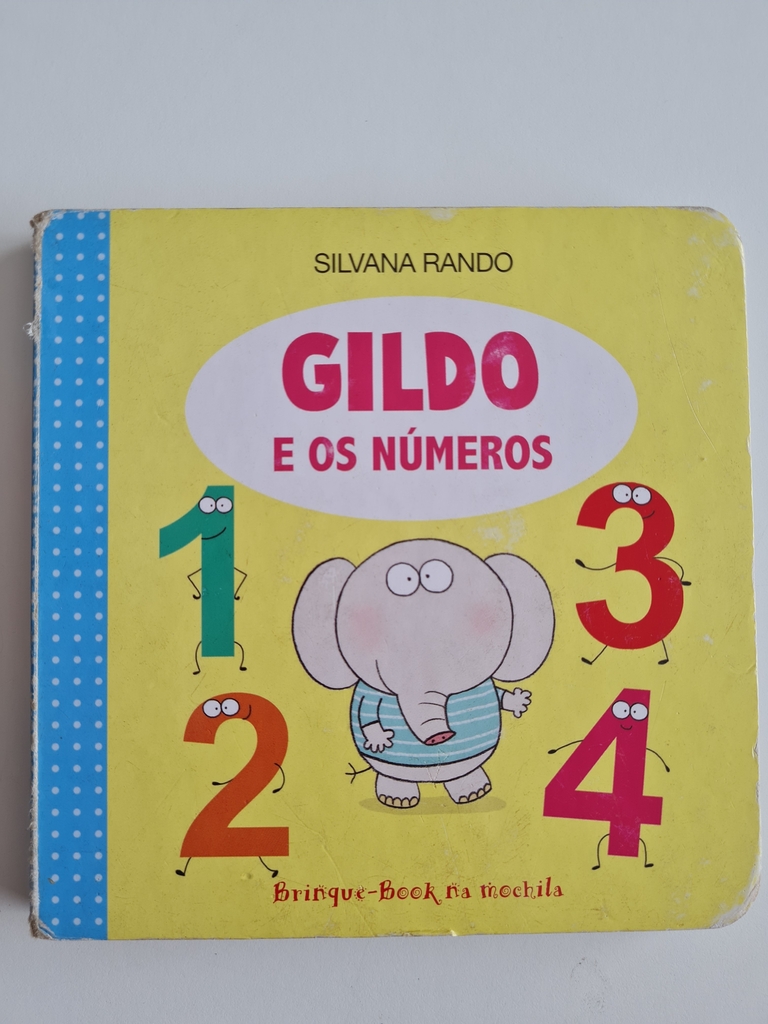 SILVANA RANDO
GILDO
E OS NÚMEROS
1
3
2
4
Brinque-Book na mochila